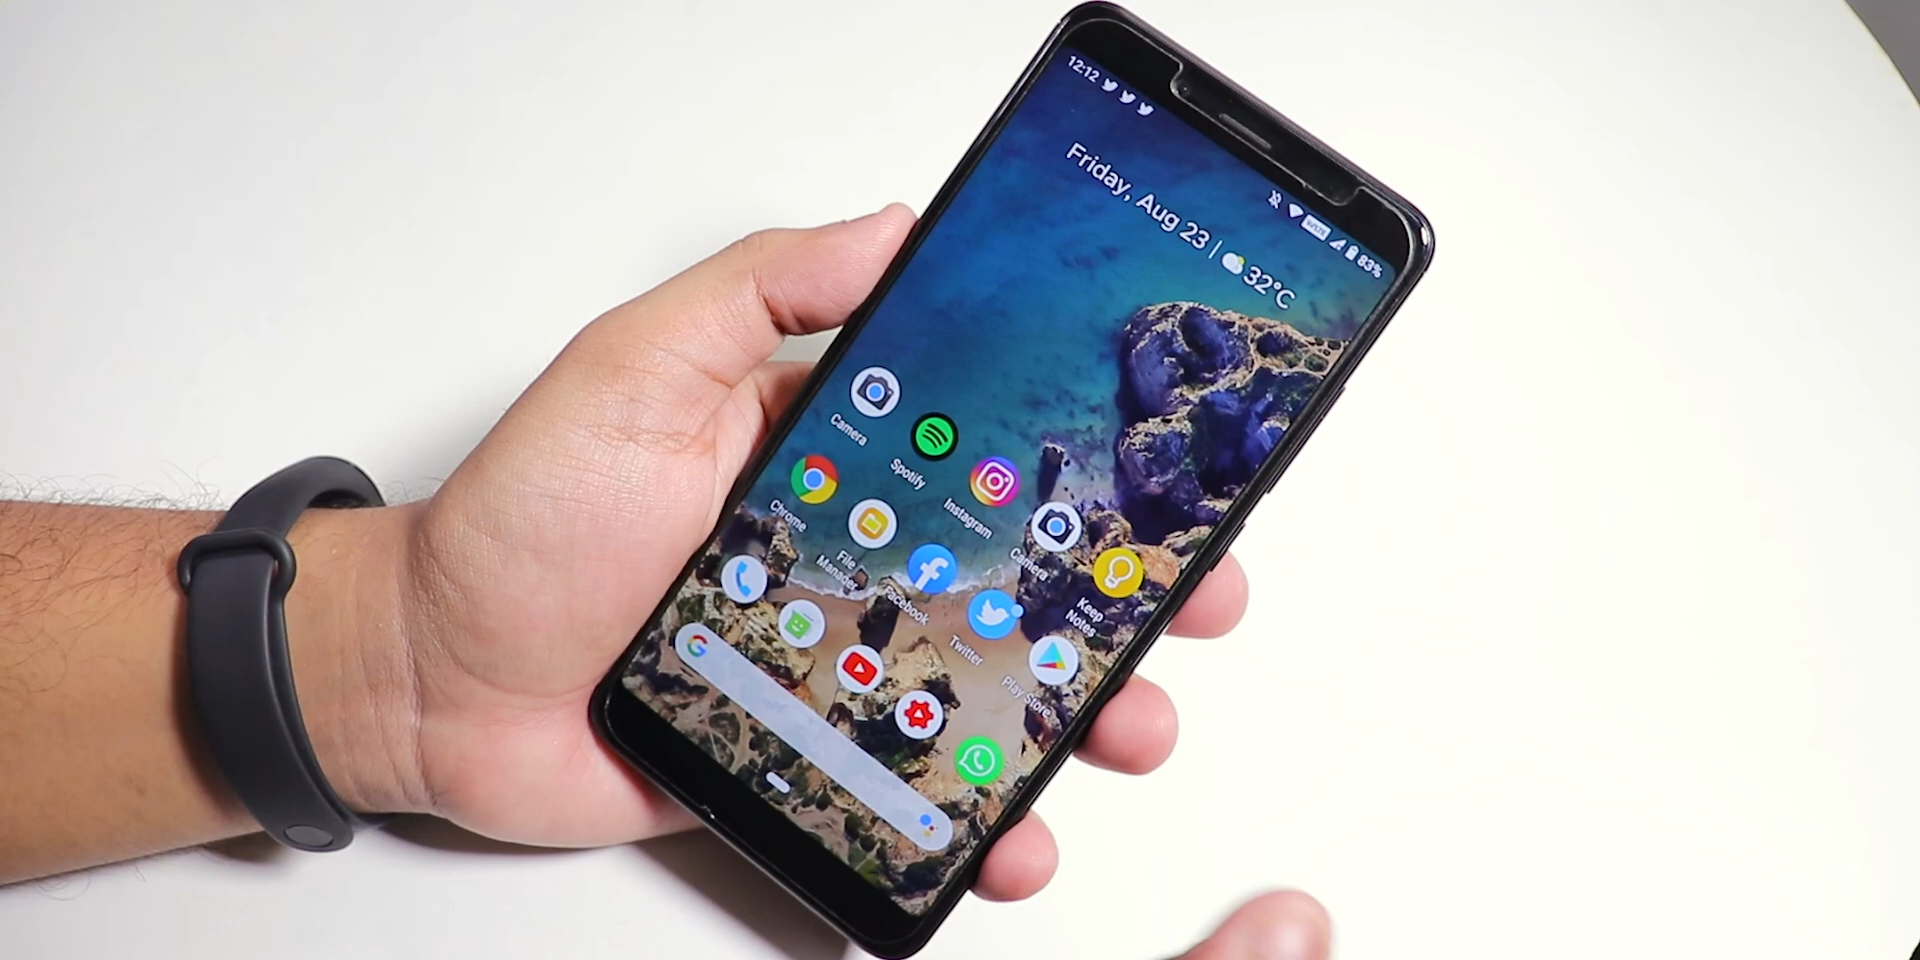 12:12
83%
Friday, Aug 23 | 32°C
Camera
Spotify
Instagram
Camera
Keep
Notes
Chrome
File
Manager
Facebook
Twitter
Play Store